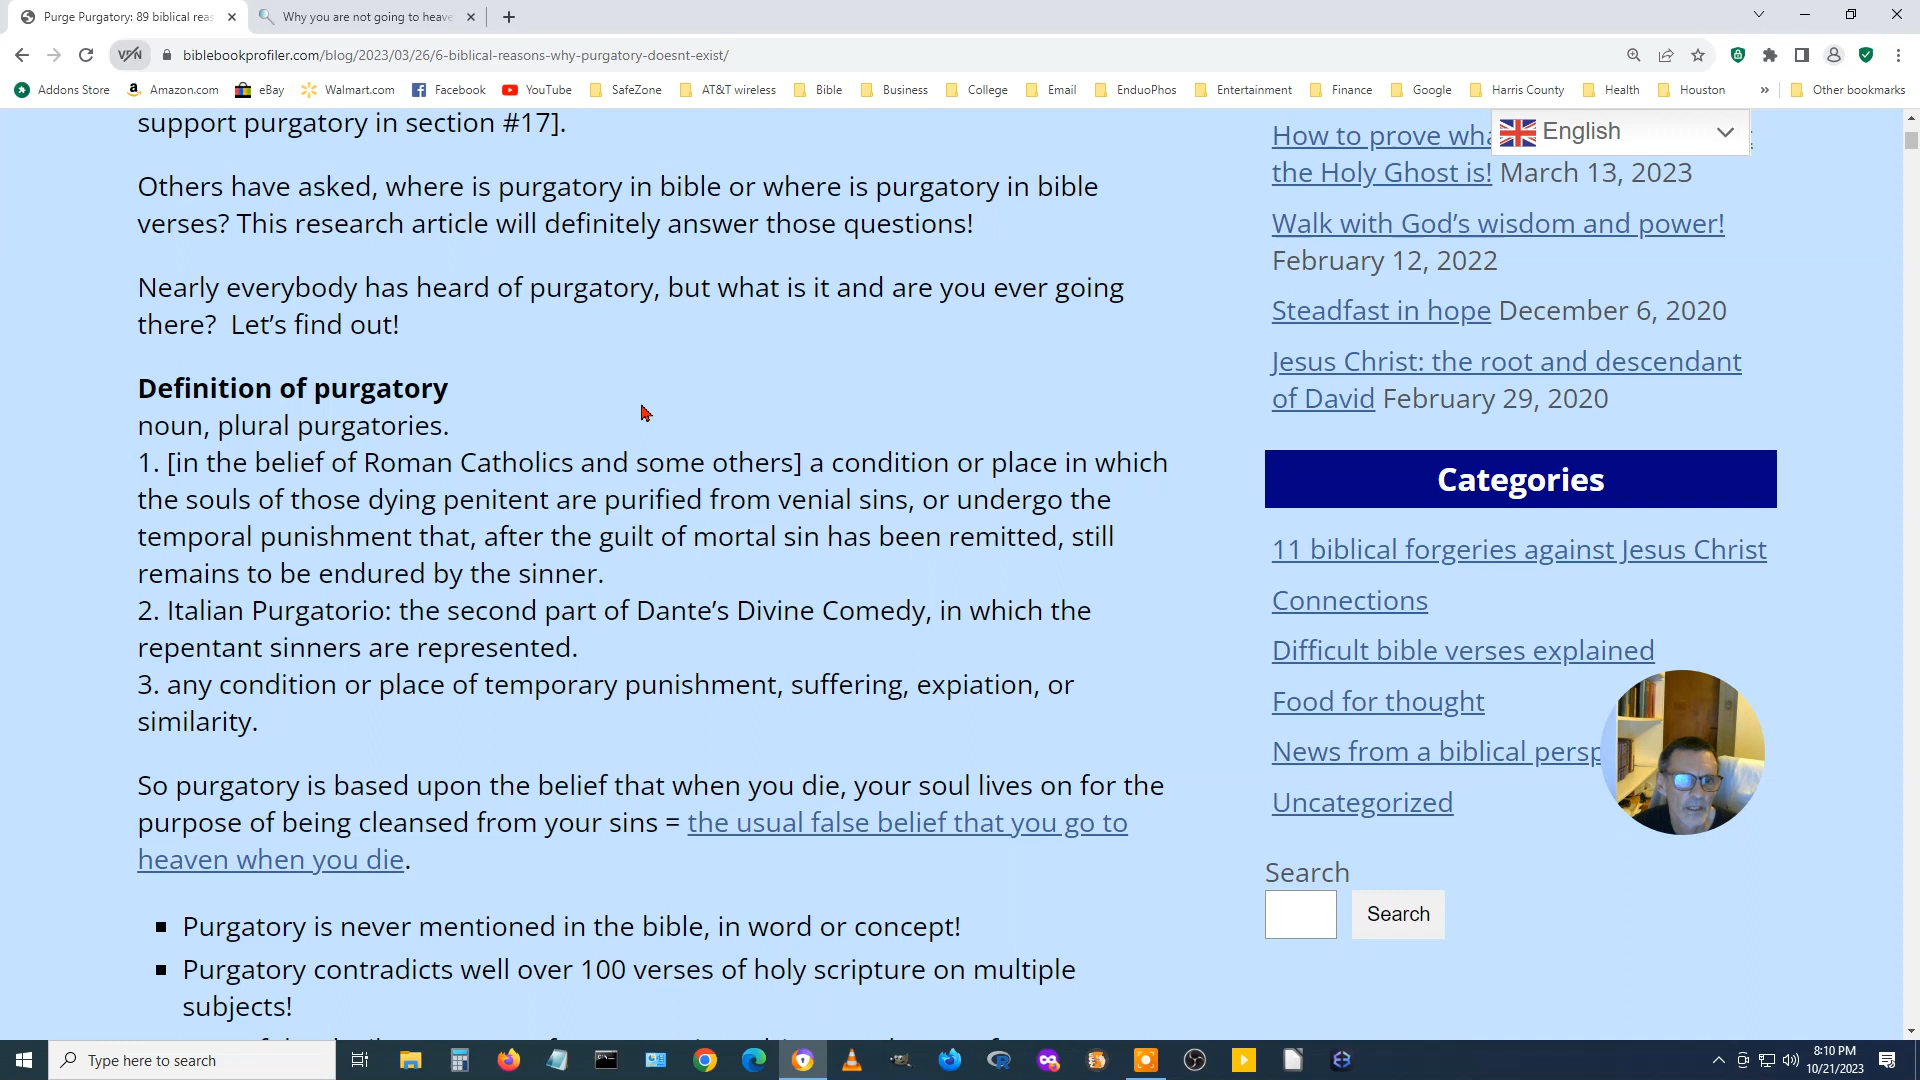 Purge Purgatory: 89 biblical reas
Why you are not going to heave
biblebookprofiler.com/blog/2023/03/26/6-biblical-reasons-why-purgatory-doesnt-exist/
Addons Store
Amazon.com
eBay
Walmart.com
Facebook
YouTube
SafeZone
AT&T wireless
Bible
Business
College
Email
EnduoPhos
Entertainment
Finance
Google
Harris County
Health
Houston
»
Other bookmarks
support purgatory in section #17].
Others have asked, where is purgatory in bible or where is purgatory in bible
verses? This research article will definitely answer those questions!
Nearly everybody has heard of purgatory, but what is it and are you ever going
there?  Let's find out!
Definition of purgatory
noun, plural purgatories.
1. [in the belief of Roman Catholics and some others] a condition or place in which
the souls of those dying penitent are purified from venial sins, or undergo the
temporal punishment that, after the guilt of mortal sin has been remitted, still
remains to be endured by the sinner.
2. Italian Purgatorio: the second part of Dante's Divine Comedy, in which the
repentant sinners are represented.
3. any condition or place of temporary punishment, suffering, expiation, or
similarity.
So purgatory is based upon the belief that when you die, your soul lives on for the
purpose of being cleansed from your sins = the usual false belief that you go to
heaven when you die.
▪ Purgatory is never mentioned in the bible, in word or concept!
▪ Purgatory contradicts well over 100 verses of holy scripture on multiple
subjects!
English
How to prove wha
the Holy Ghost is! March 13, 2023
Walk with God's wisdom and power!
February 12, 2022
Steadfast in hope December 6, 2020
Jesus Christ: the root and descendant
of David February 29, 2020
Categories
11 biblical forgeries against Jesus Christ
Connections
Difficult bible verses explained
Food for thought
News from a biblical persp
Uncategorized
Search
Search
Type here to search
8:10 PM
10/21/2023